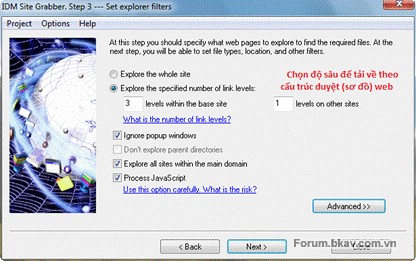 IDM Site Grabber. Step 3 --- Set explorer filters
Project Options Help
At this step you should specify what web pages to explore to find the required files. At the
next step, you will be able to set file types, location, and other filters.
Explore the whole site
Explore the specified number of link levels:
3 levels within the base site
1 levels on other sites
Chọn độ sâu để tải về theo
cấu trúc duyệt (sơ đồ) web
What is the number of link levels?
Ignore popup windows
Don't explore parent directories
Explore all sites within the main domain
Process JavaScript
Use this option carefully. What is the risk?
Advanced >>
< Back
Next >
Forum.bkav.com.vn